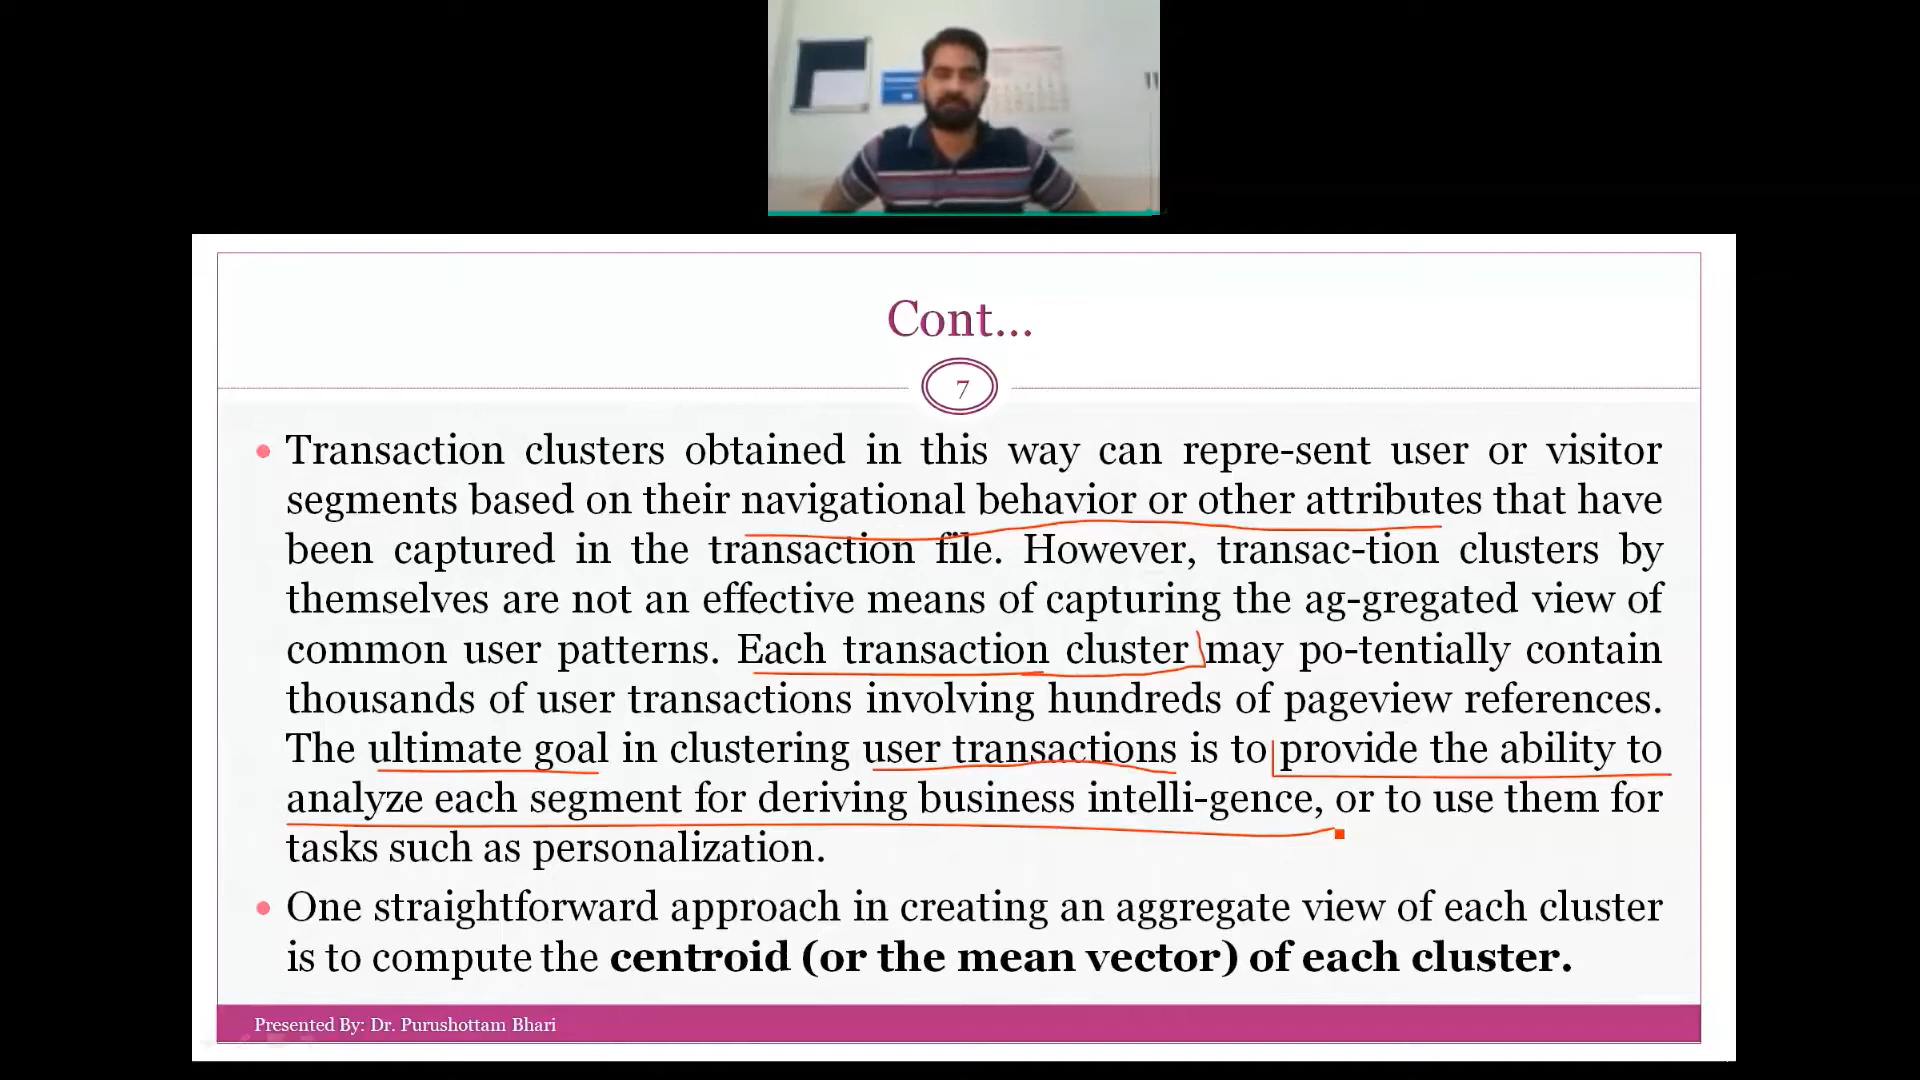 Cont...
7
Transaction clusters obtained in this way can repre-sent user or visitor
segments based on their navigational behavior or other attributes that have
been captured in the transaction file. However, transac-tion clusters by
themselves are not an effective means of capturing the ag-gregated view of
common user patterns. Each transaction cluster may po-tentially contain
thousands of user transactions involving hundreds of pageview references.
The ultimate goal in clustering user transactions is to provide the ability to
analyze each segment for deriving business intelli-gence, or to use them for
tasks such as personalization.
One straightforward approach in creating an aggregate view of each cluster
is to compute the centroid (or the mean vector) of each cluster.
Presented By: Dr. Purushottam Bhari